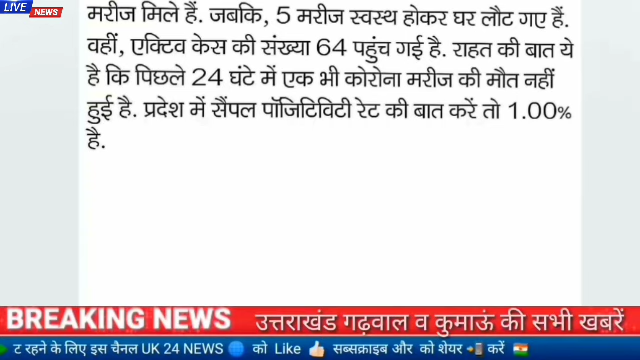 LIVE
NEWS
मरीज मिले हैं. जबकि, 5 मरीज स्वस्थ होकर घर लौट गए हैं.
वहीं, एक्टिव केस की संख्या 64 पहुंच गई है. राहत की बात ये
है कि पिछले 24 घंटे में एक भी कोरोना मरीज की मौत नहीं
हुई है. प्रदेश में सैंपल पॉजिटिविटी रेट की बात करें तो 1.00%
है.
BREAKING NEWS उत्तराखंड गढ़वाल व कुमाऊं की सभी खबरें
ट रहने के लिए इस चैनल UK 24 NEWS 🌐 को Like 👍 सब्सक्राइब और को शेयर 📲 करें 🇮🇳